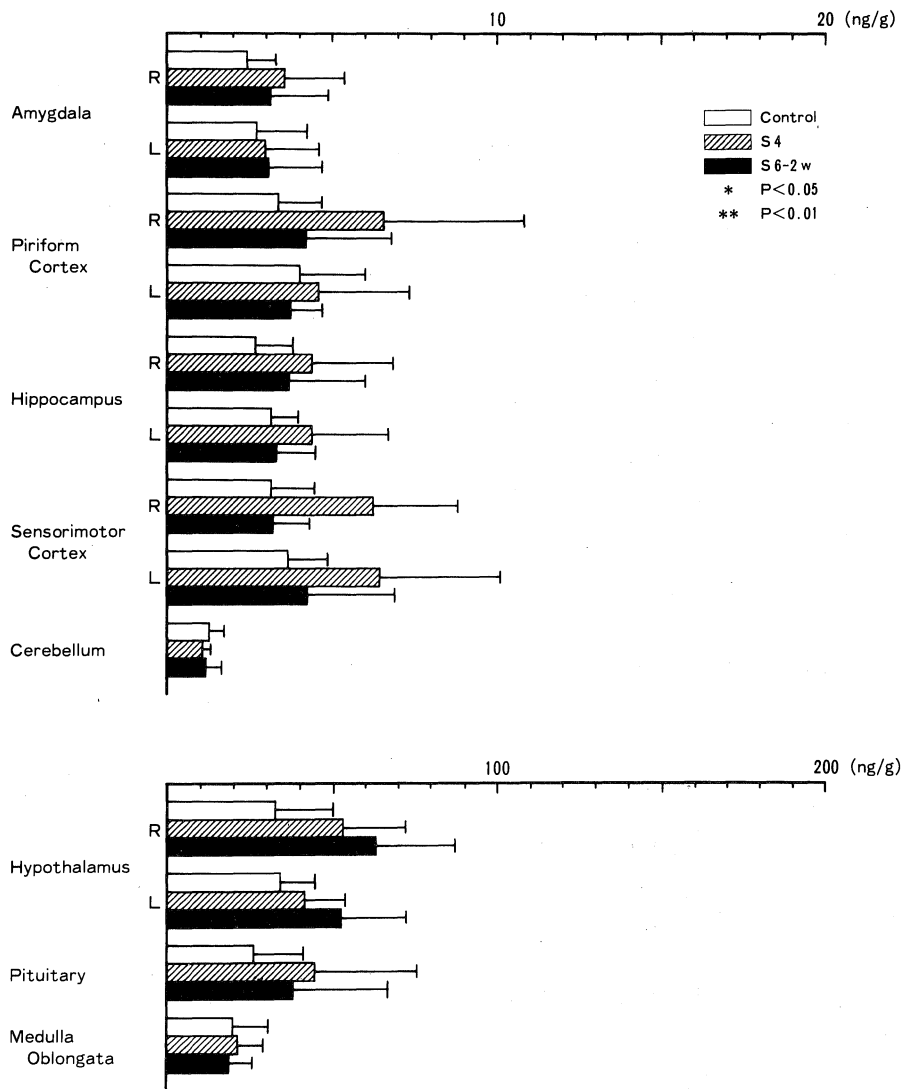 10 20 (ng/g)
R
Amygdala
L
Control
S4
S6-2w
* P<0.05
** P<0.01
R
Piriform
Cortex
L
R
Hippocampus
L
R
Sensorimotor
Cortex
L
Cerebellum
100 200 (ng/g)
R
Hypothalamus
L
Pituitary
Medulla
Oblongata